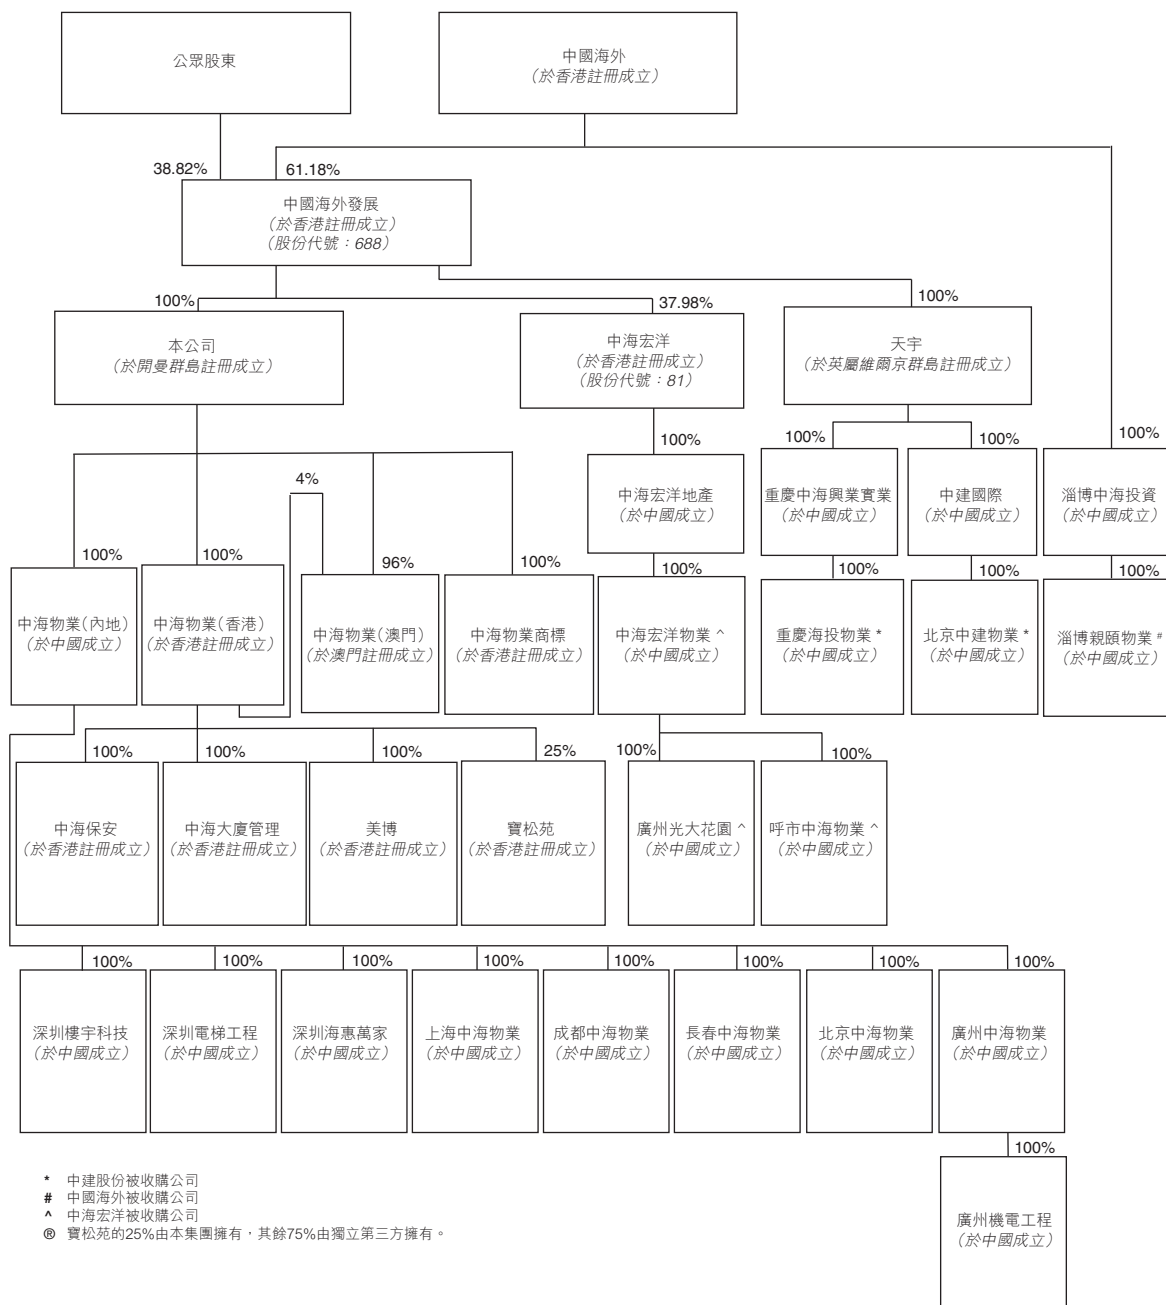 公眾股東
中國海外
(於香港註冊成立)
38.82%
61.18%
中國海外發展
(於香港註冊成立)
(股份代號：688)
100%
37.98%
100%
本公司
(於開曼群島註冊成立)
中海宏洋
(於香港註冊成立)
(股份代號：81)
天宇
(於英屬維爾京群島註冊成立)
100%
100%
100%
100%
4%
中海宏洋地產
(於中國成立)
重慶中海興業實業
(於中國成立)
中建國際
(於中國成立)
淄博中海投資
(於中國成立)
100%
100%
96%
100%
100%
100%
100%
100%
中海物業(內地)
(於中國成立)
中海物業(香港)
(於香港註冊成立)
中海物業(澳門)
(於澳門註冊成立)
中海物業商標
(於香港註冊成立)
中海宏洋物業 ^
(於中國成立)
重慶海投物業 *
(於中國成立)
北京中建物業 *
(於中國成立)
淄博親頤物業 #
(於中國成立)
100%
100%
100%
25%
100%
100%
中海保安
(於香港註冊成立)
中海大廈管理
(於香港註冊成立)
美博
(於香港註冊成立)
寶松苑
(於香港註冊成立)
廣州光大花園 ^
(於中國成立)
呼市中海物業 ^
(於中國成立)
100%
100%
100%
100%
100%
100%
100%
100%
深圳樓宇科技
(於中國成立)
深圳電梯工程
(於中國成立)
深圳海惠萬家
(於中國成立)
上海中海物業
(於中國成立)
成都中海物業
(於中國成立)
長春中海物業
(於中國成立)
北京中海物業
(於中國成立)
廣州中海物業
(於中國成立)
100%
廣州機電工程
(於中國成立)
* 中建股份被收購公司
# 中國海外被收購公司
^ 中海宏洋被收購公司
® 寶松苑的25%由本集團擁有，其餘75%由獨立第三方擁有。